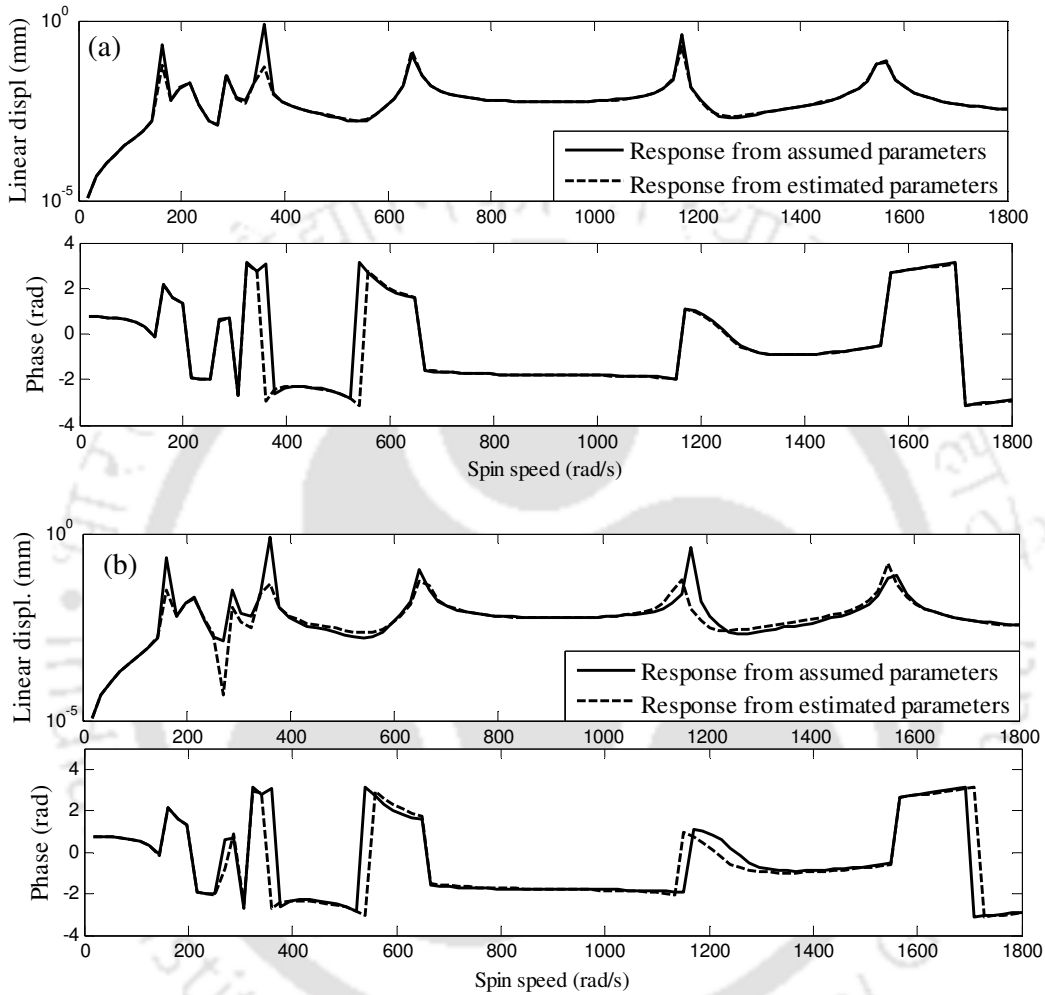 (a)
Linear displ (mm)
10^0
10^-5
0 200 400 600 800 1000 1200 1400 1600 1800
Response from assumed parameters
Response from estimated parameters
Phase (rad)
4
2
0
-2
-4
0 200 400 600 800 1000 1200 1400 1600 1800
Spin speed (rad/s)
(b)
Linear displ. (mm)
10^0
10^-5
0 200 400 600 800 1000 1200 1400 1600 1800
Response from assumed parameters
Response from estimated parameters
Phase (rad)
4
2
0
-2
-4
0 200 400 600 800 1000 1200 1400 1600 1800
Spin speed (rad/s)